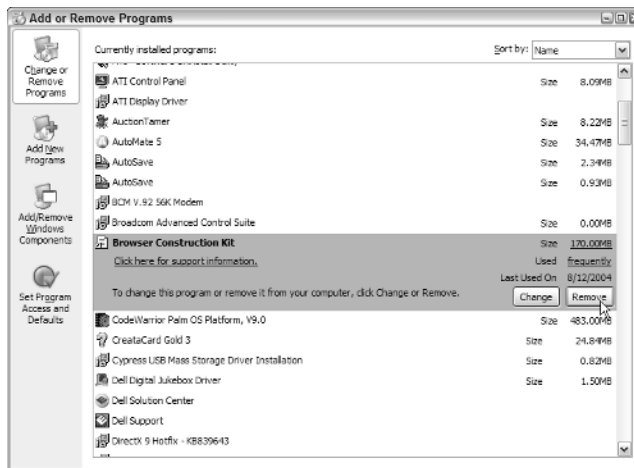 Add or Remove Programs
Change or
Remove
Programs
Add New
Programs
Add/Remove
Windows
Components
Set Program
Access and
Defaults
Currently installed programs:
Sort by: Name
ATI Control Panel Size 8.09MB
ATI Display Driver
AuctionTamer Size 8.22MB
AutoMate 5 Size 34.47MB
AutoSave Size 2.34MB
AutoSave Size 0.93MB
BCM V.92 56K Modem
Broadcom Advanced Control Suite Size 0.00MB
Browser Construction Kit Size 170.00MB
Click here for support information. Used frequently
Last Used On 8/12/2004
To change this program or remove it from your computer, click Change or Remove. Change Remove
CodeWarrior Palm OS Platform, V9.0 Size 483.00MB
CreataCard Gold 3 Size 24.84MB
Cypress USB Mass Storage Driver Installation Size 0.82MB
Dell Digital Jukebox Driver Size 1.50MB
Dell Solution Center
Dell Support
DirectX 9 Hotfix - KB839643